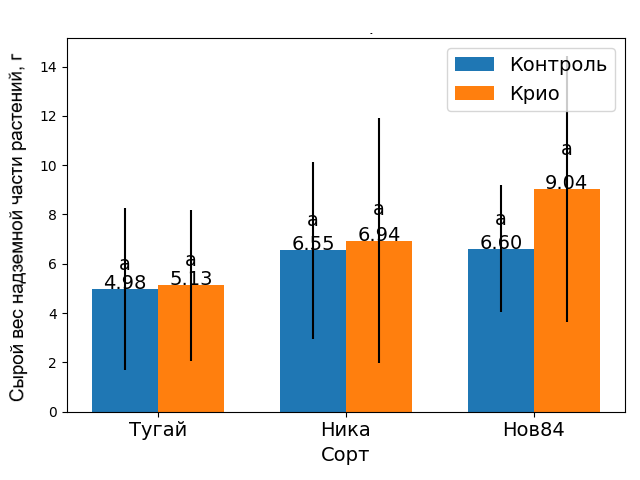 Сырой вес надземной части растений, г
14
12
10
8
6
4
2
0
Контроль
Крио
a
4.98
a
5.13
a
6.55
a
6.94
a
6.60
a
9.04
Тугай
Ника
Нов84
Сорт